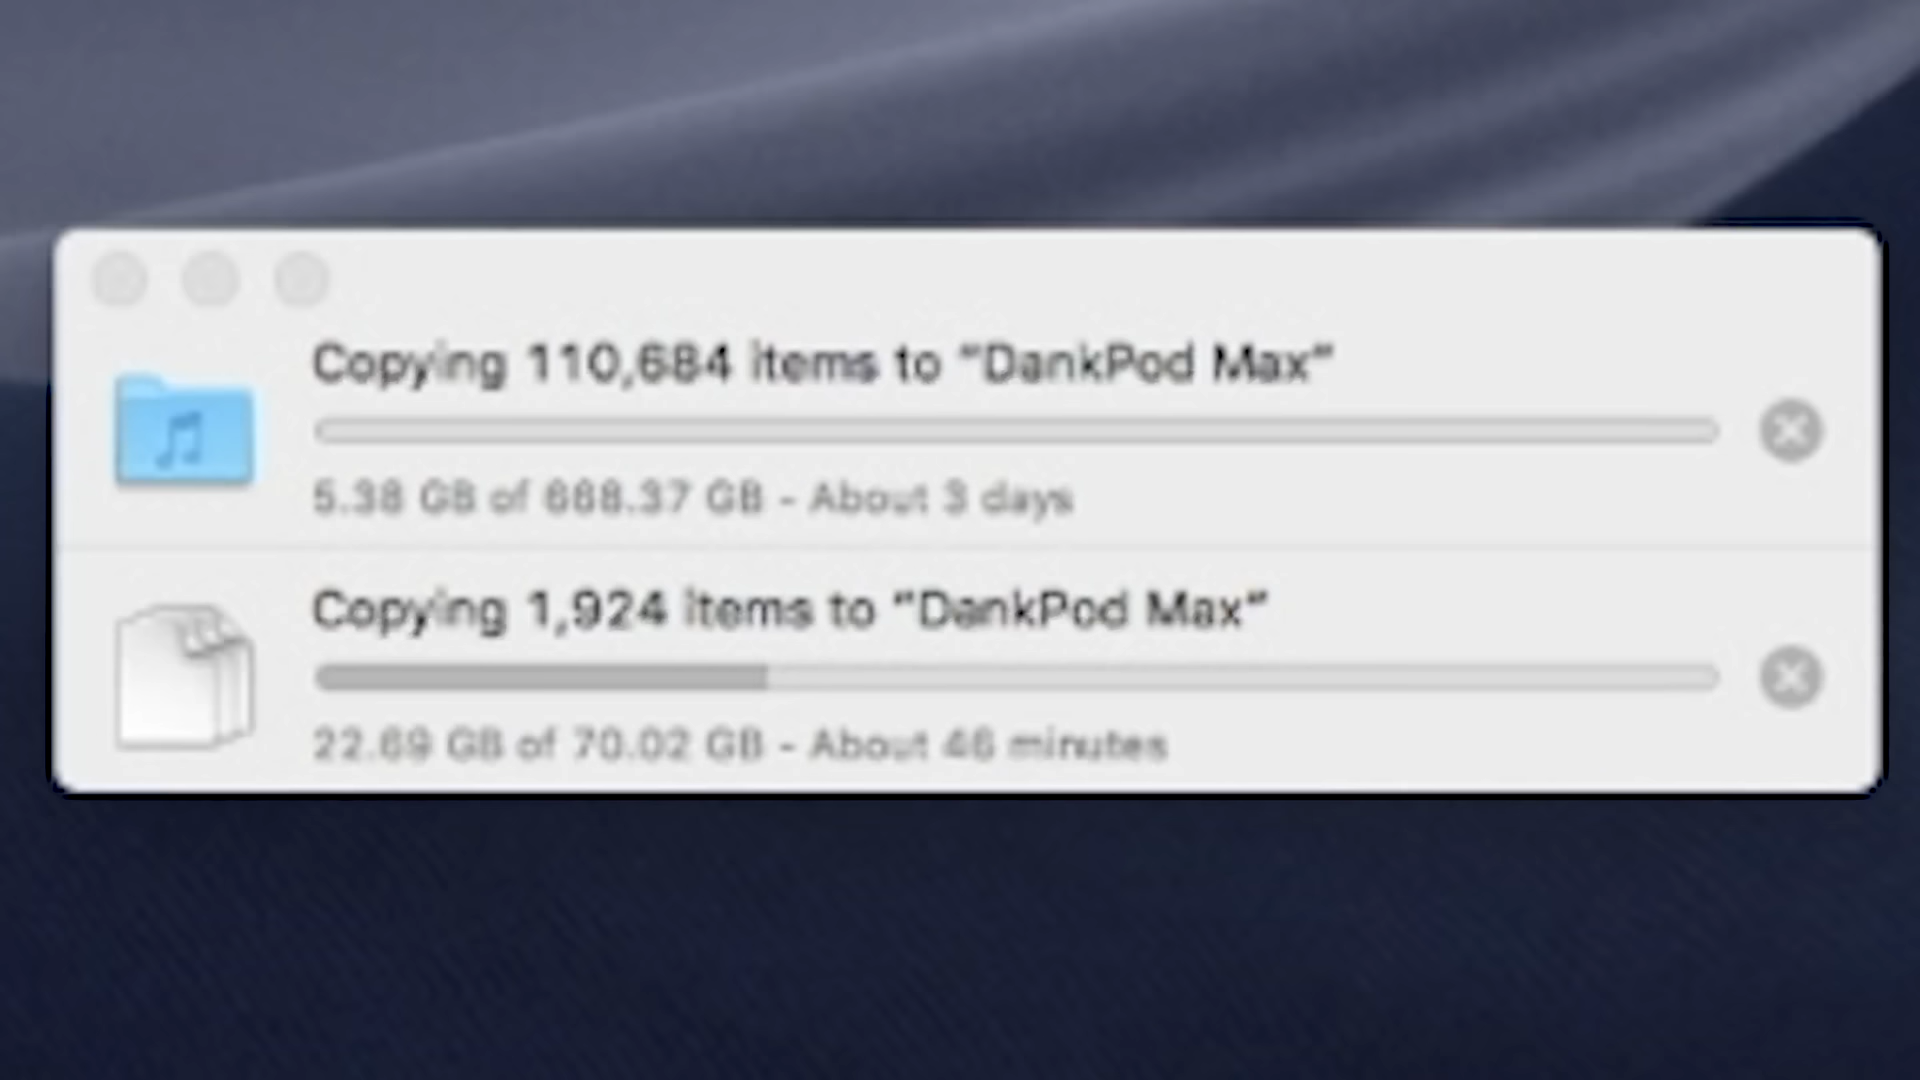 Copying 110,684 items to “DankPod Max”
5.38 GB of 688.37 GB - About 3 days
Copying 1,924 items to “DankPod Max”
22.69 GB of 70.02 GB - About 46 minutes